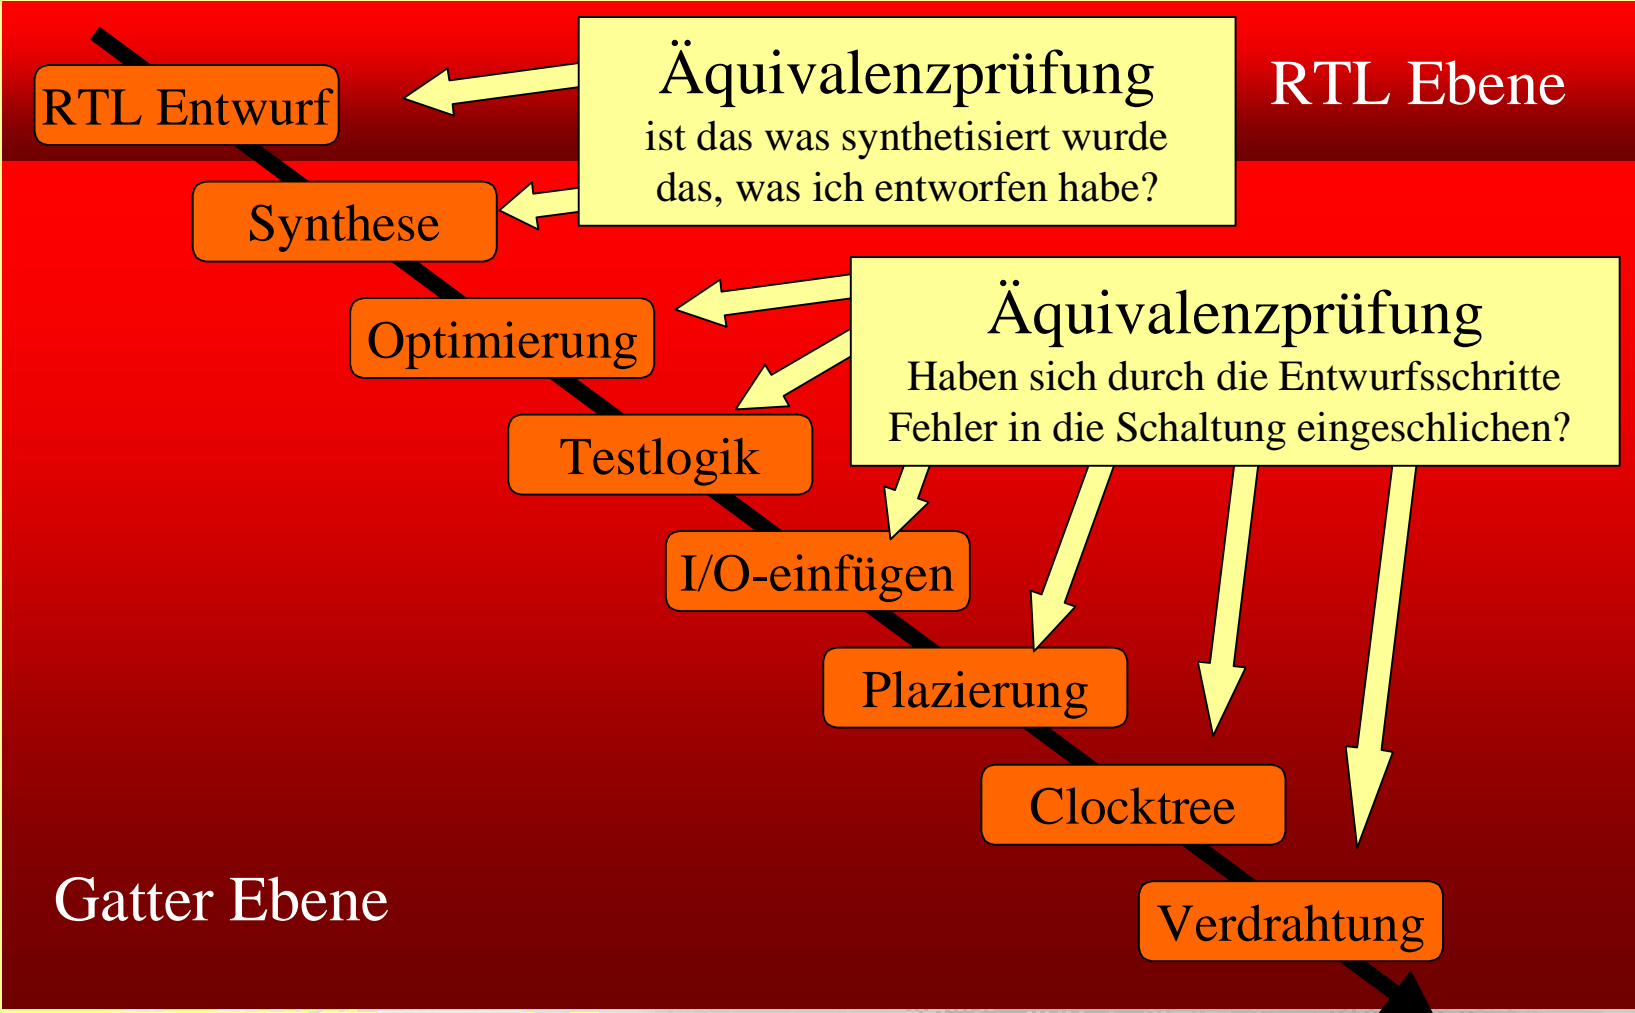 RTL Entwurf
Äquivalenzprüfung
ist das was synthetisiert wurde
das, was ich entworfen habe?
RTL Ebene
Synthese
Optimierung
Äquivalenzprüfung
Haben sich durch die Entwurfsschritte
Fehler in die Schaltung eingeschlichen?
Testlogik
I/O-einfügen
Plazierung
Clocktree
Gatter Ebene
Verdrahtung